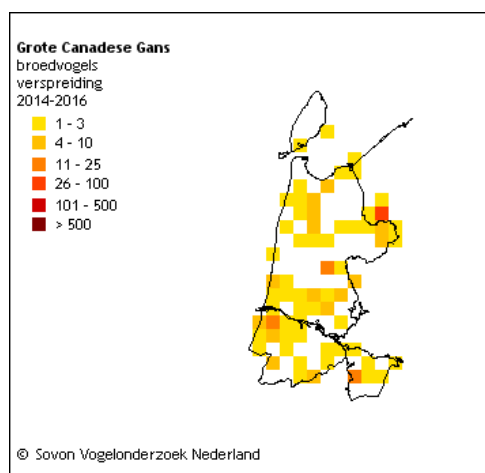 Grote Canadese Gans
broedvogels
verspreiding
2014-2016
1 - 3
4 - 10
11 - 25
26 - 100
101 - 500
> 500
© Sovon Vogelonderzoek Nederland